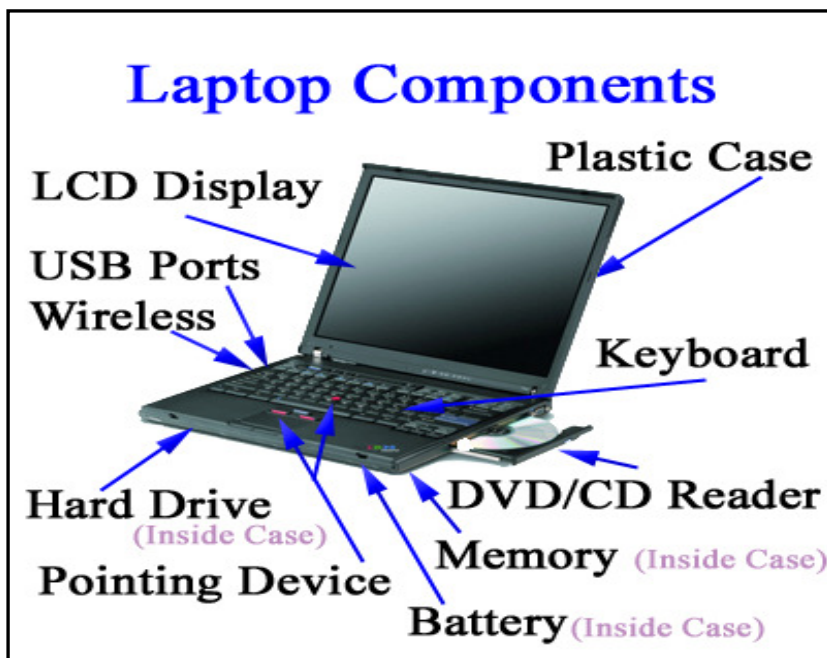 Laptop Components
LCD Display
Plastic Case
USB Ports
Wireless
Keyboard
Hard Drive
(Inside Case)
DVD/CD Reader
Memory (Inside Case)
Pointing Device
Battery (Inside Case)